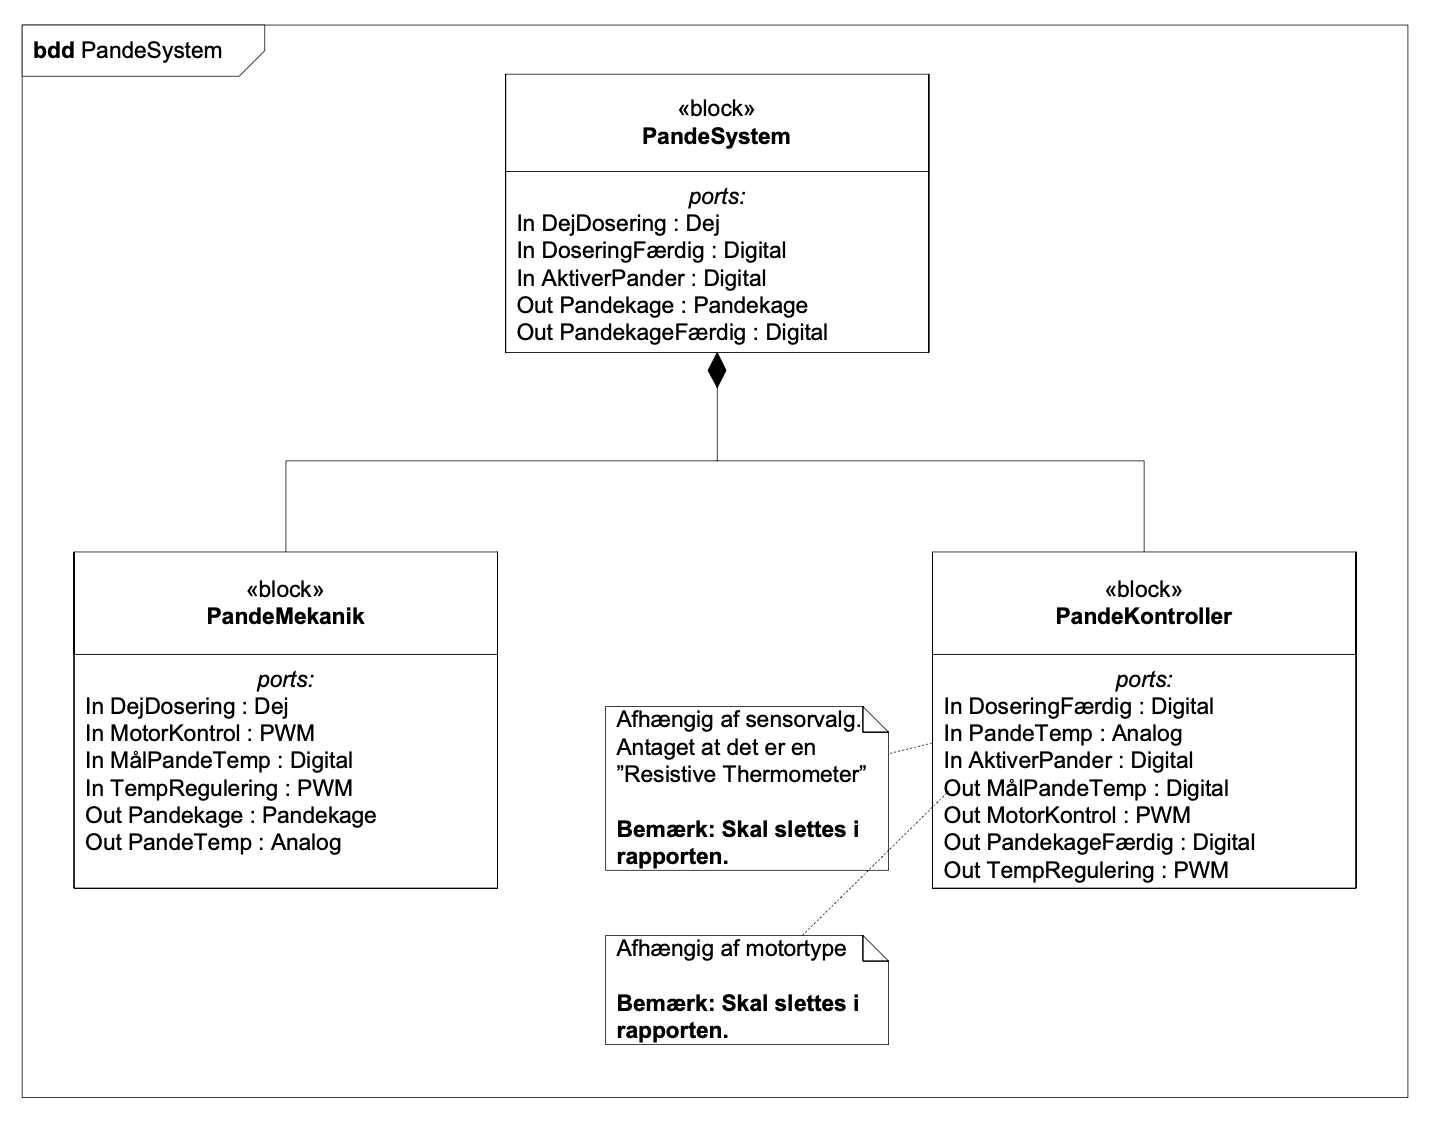 bdd PandeSystem
«block»
PandeSystem
ports:
In DejDosering : Dej
In DoseringFærdig : Digital
In AktiverPander : Digital
Out Pandekage : Pandekage
Out PandekageFærdig : Digital
«block»
PandeMekanik
ports:
In DejDosering : Dej
In MotorKontrol : PWM
In MålPandeTemp : Digital
In TempRegulering : PWM
Out Pandekage : Pandekage
Out PandeTemp : Analog
«block»
PandeKontroller
ports:
In DoseringFærdig : Digital
In PandeTemp : Analog
In AktiverPander : Digital
Out MålPandeTemp : Digital
Out MotorKontrol : PWM
Out PandekageFærdig : Digital
Out TempRegulering : PWM
Afhængig af sensorvalg.
Antaget at det er en
”Resistive Thermometer”
Bemærk: Skal slettes i
rapporten.
Afhængig af motortype
Bemærk: Skal slettes i
rapporten.